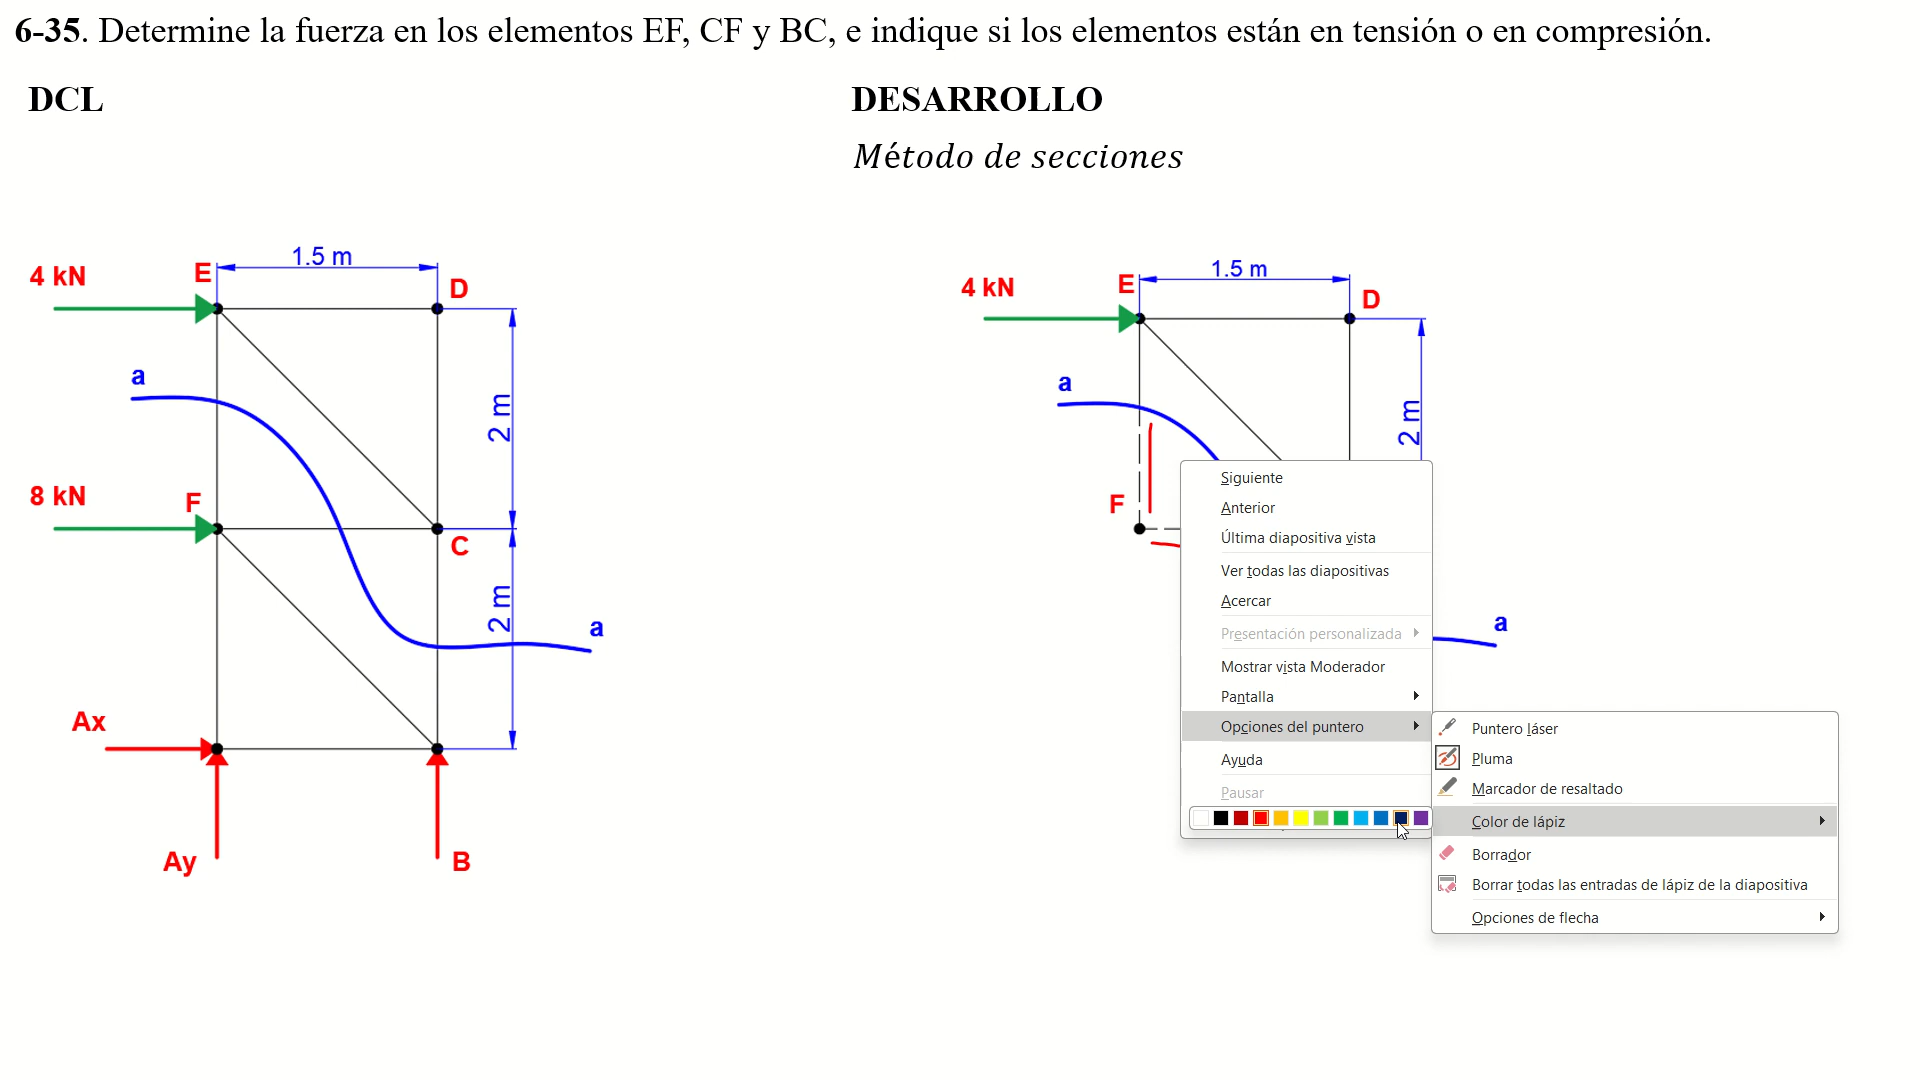 6-35. Determine la fuerza en los elementos EF, CF y BC, e indique si los elementos están en tensión o en compresión.
DCL
DESARROLLO
Método de secciones
1.5 m
4 kN
E
D
a
2 m
8 kN
F
C
2 m
a
Ax
Ay
B
1.5 m
4 kN
E
D
a
2 m
F
a
Siguiente
Anterior
Última diapositiva vista
Ver todas las diapositivas
Acercar
Presentación personalizada
Mostrar vista Moderador
Pantalla
Opciones del puntero
Ayuda
Pausar
Puntero láser
Pluma
Marcador de resaltado
Color de lápiz
Borrador
Borrar todas las entradas de lápiz de la diapositiva
Opciones de flecha